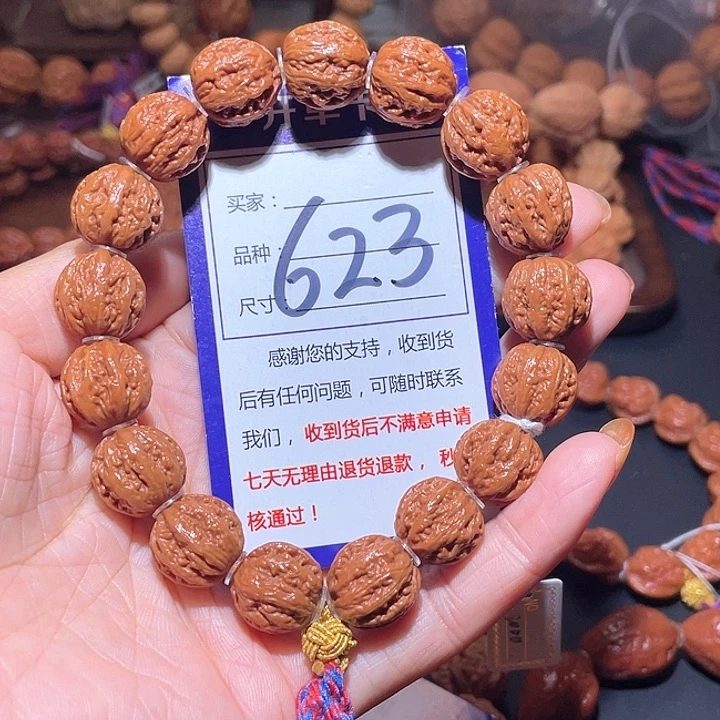 买家：
品种：
尺寸：
623
感谢您的支持，收到货
后有任何问题，可随时联系
我们，收到货后不满意申请
七天无理由退货退款，秒
核通过！